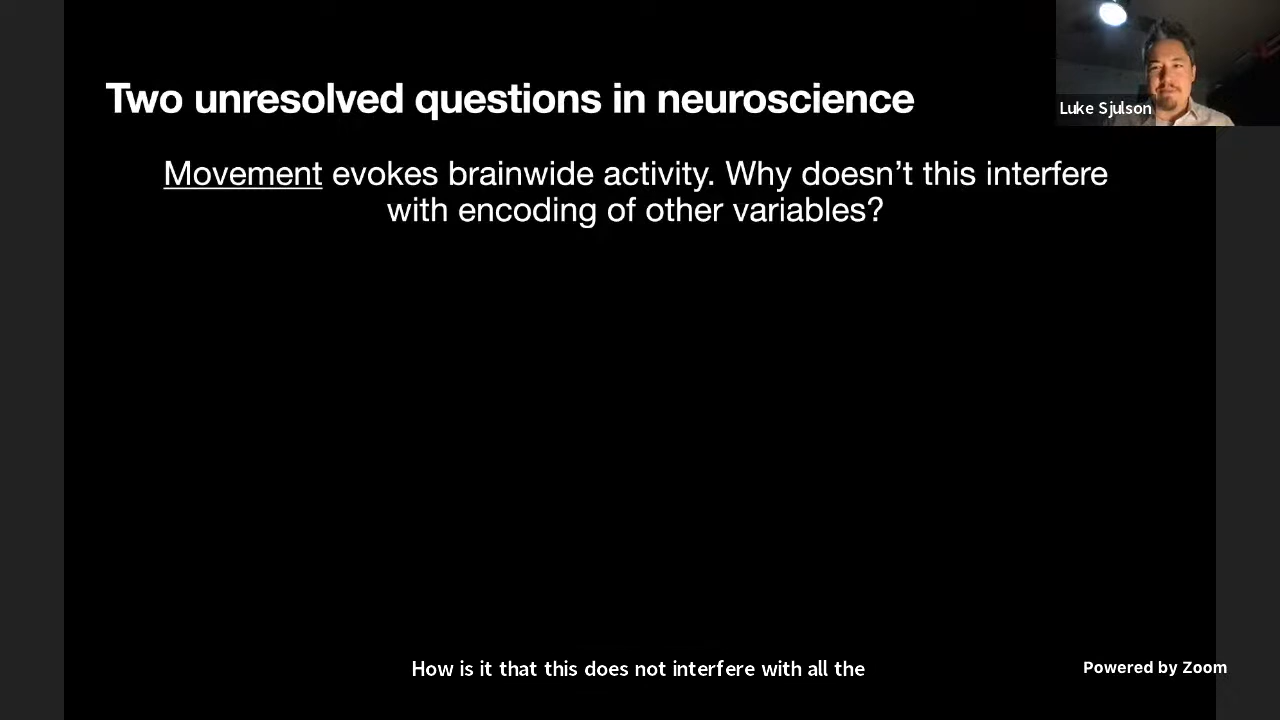 Two unresolved questions in neuroscience
Luke Sjulson
Movement evokes brainwide activity. Why doesn't this interfere
with encoding of other variables?
How is it that this does not interfere with all the
Powered by Zoom